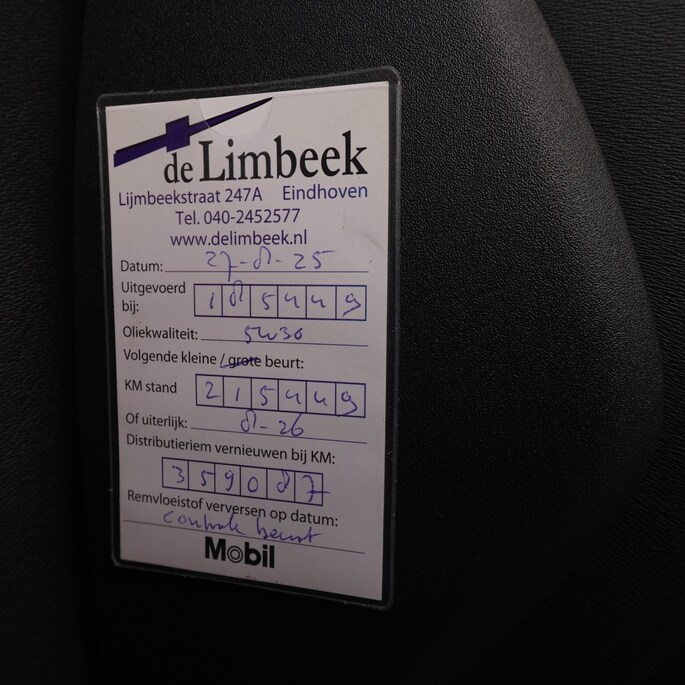 de Limbeek
Lijmbeekstraat 247A Eindhoven
Tel. 040-2452577
www.delimbeek.nl
Datum: 27-8-25
Uitgevoerd bij: 185449
Oliekwaliteit: 5w30
Volgende kleine / grote beurt:
KM stand 215449
Of uiterlijk: 8-26
Distributieriem vernieuwen bij KM:
359087
Remvloeistof verversen op datum:
controle beurt
Mobil